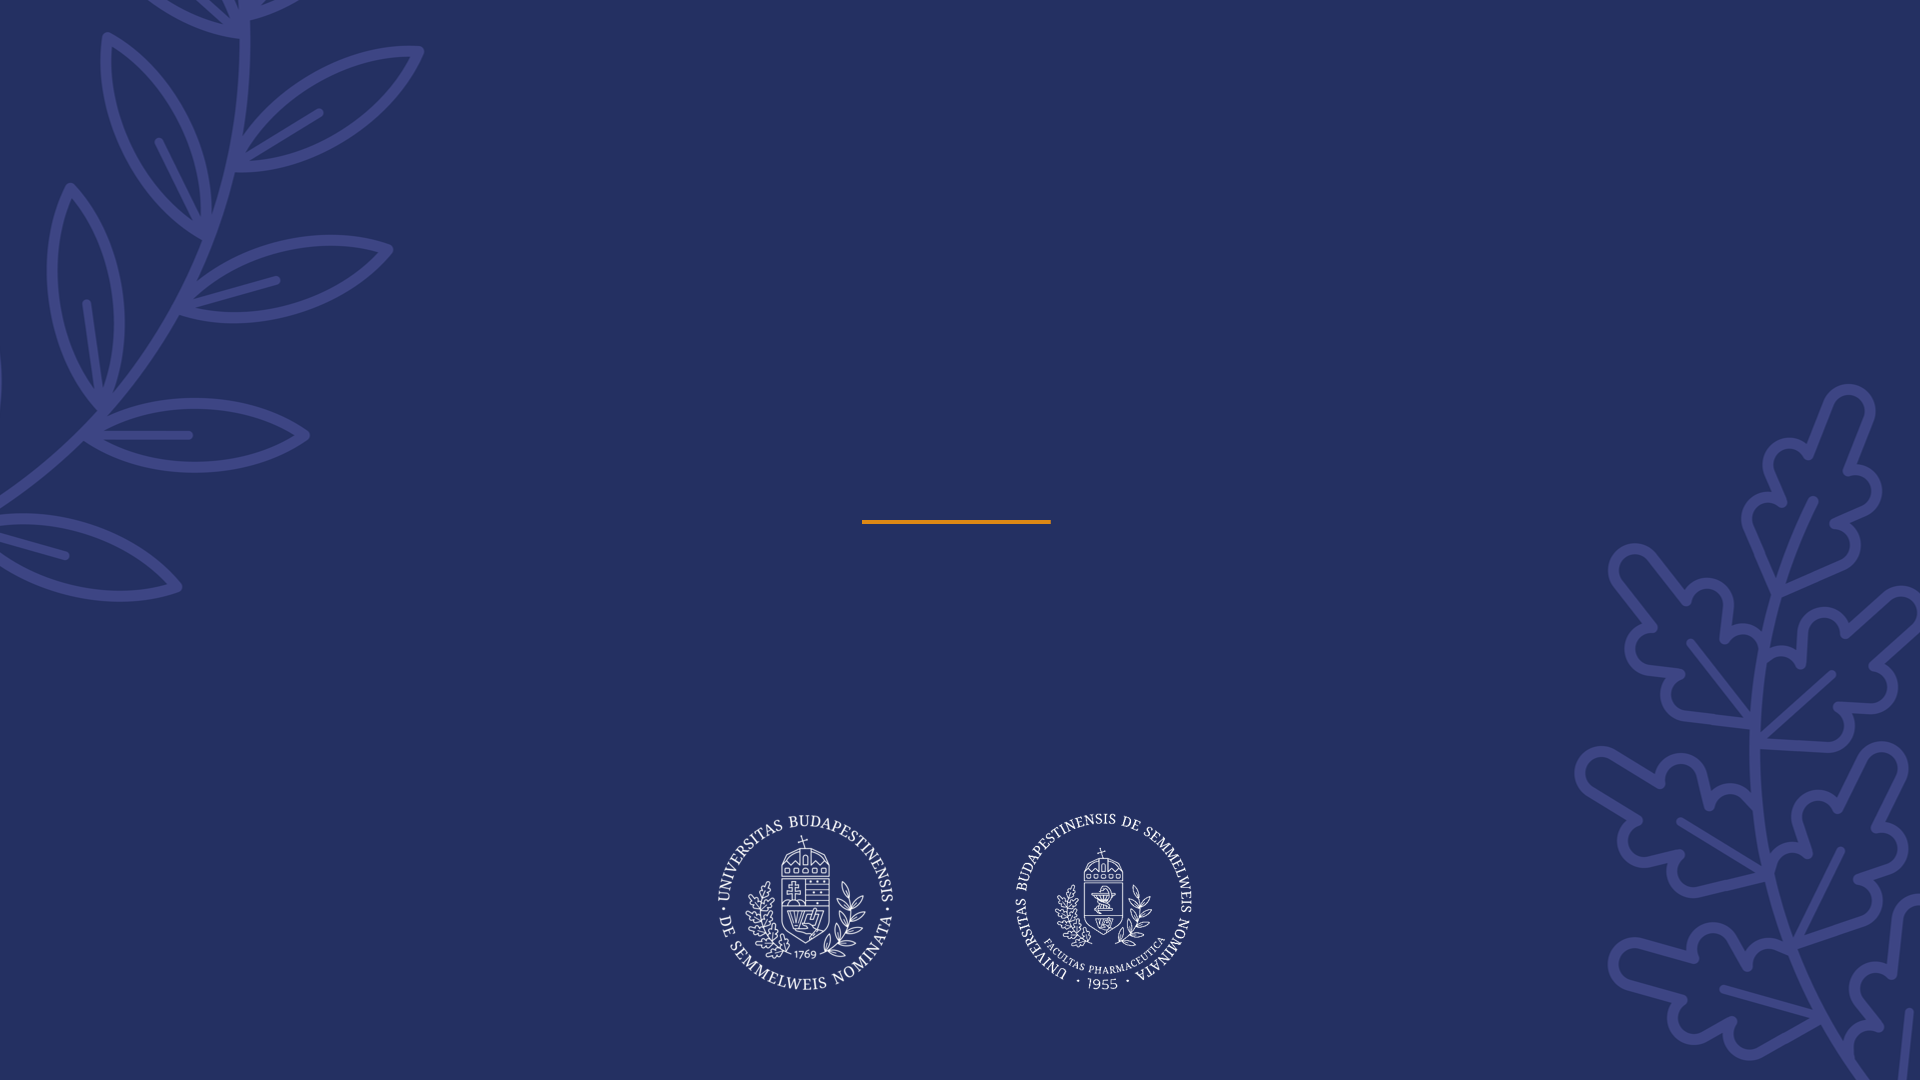 · UNIVERSITAS BUDAPESTINENSIS ·
DE SEMMELWEIS NOMINATA
1769
UNIVERSITAS BUDAPESTINENSIS DE SEMMELWEIS NOMINATA
FACULTAS PHARMACEUTICA
· 1955 ·